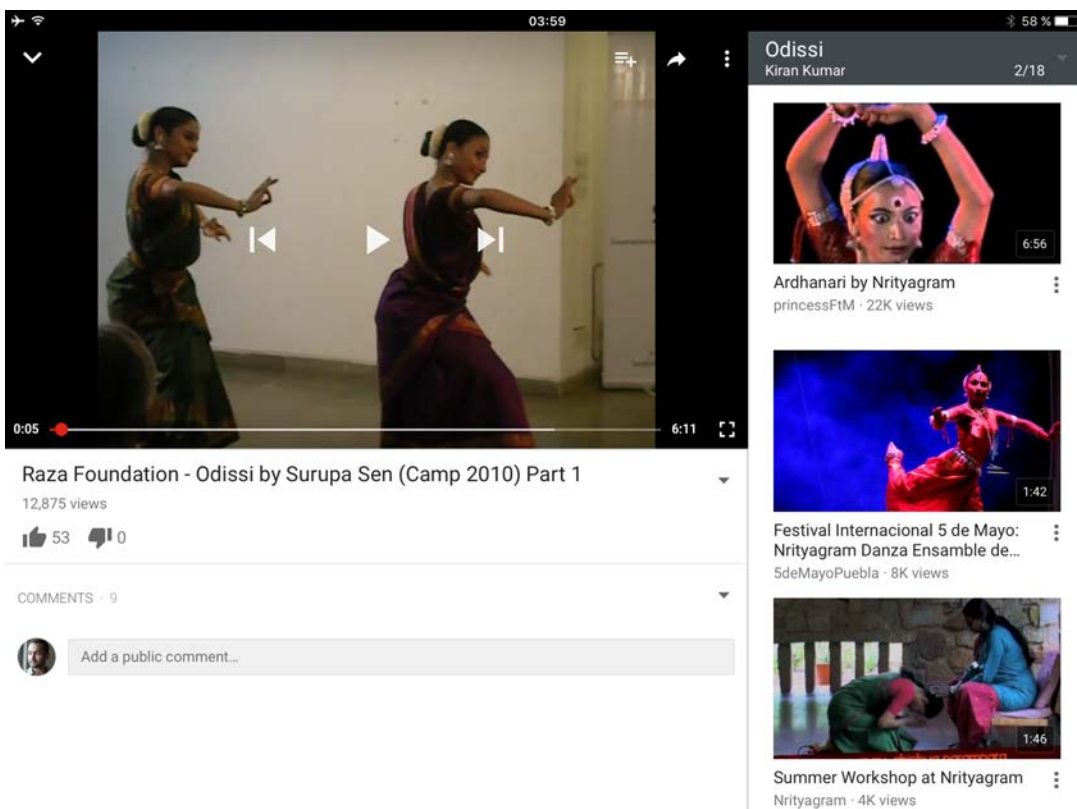 03:59
58 %
Odissi
Kiran Kumar
2/18
0:05
6:11
Raza Foundation - Odissi by Surupa Sen (Camp 2010) Part 1
12,875 views
53
0
COMMENTS · 9
Add a public comment...
6:56
Ardhanari by Nrityagram
princessFtM · 22K views
1:42
Festival Internacional 5 de Mayo:
Nrityagram Danza Ensamble de...
5deMayoPuebla · 8K views
1:46
Summer Workshop at Nrityagram
Nrityagram · 4K views